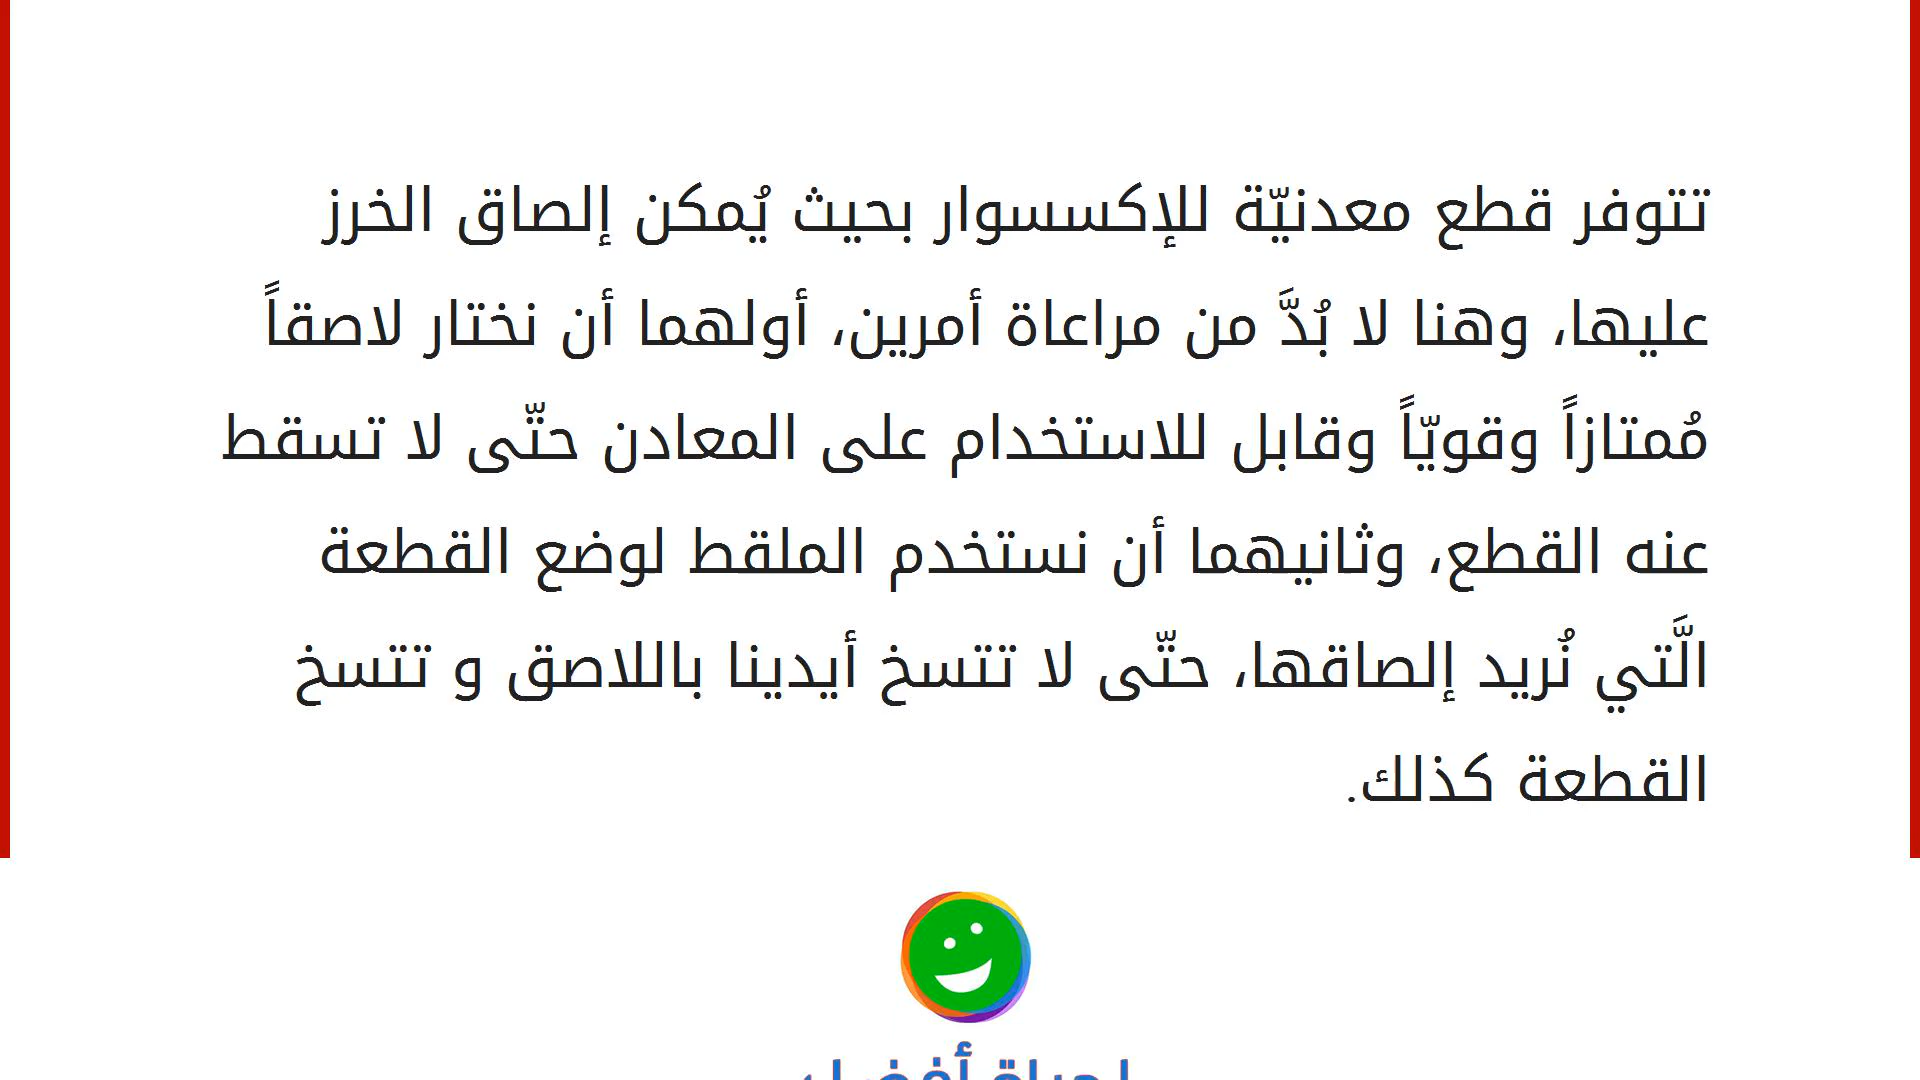 تتوفر قطع معدنيّة للإكسسوار بحيث يُمكن إلصاق الخرز
عليها، وهنا لا بُدَّ من مراعاة أمرين، أولهما أن نختار لاصقاً
مُمتازاً وقويّاً وقابل للاستخدام على المعادن حتّى لا تسقط
عنه القطع، وثانيهما أن نستخدم الملقط لوضع القطعة
الَّتي نُريد إلصاقها، حتّى لا تتسخ أيدينا باللاصق و تتسخ
القطعة كذلك.
لحياة أفضل